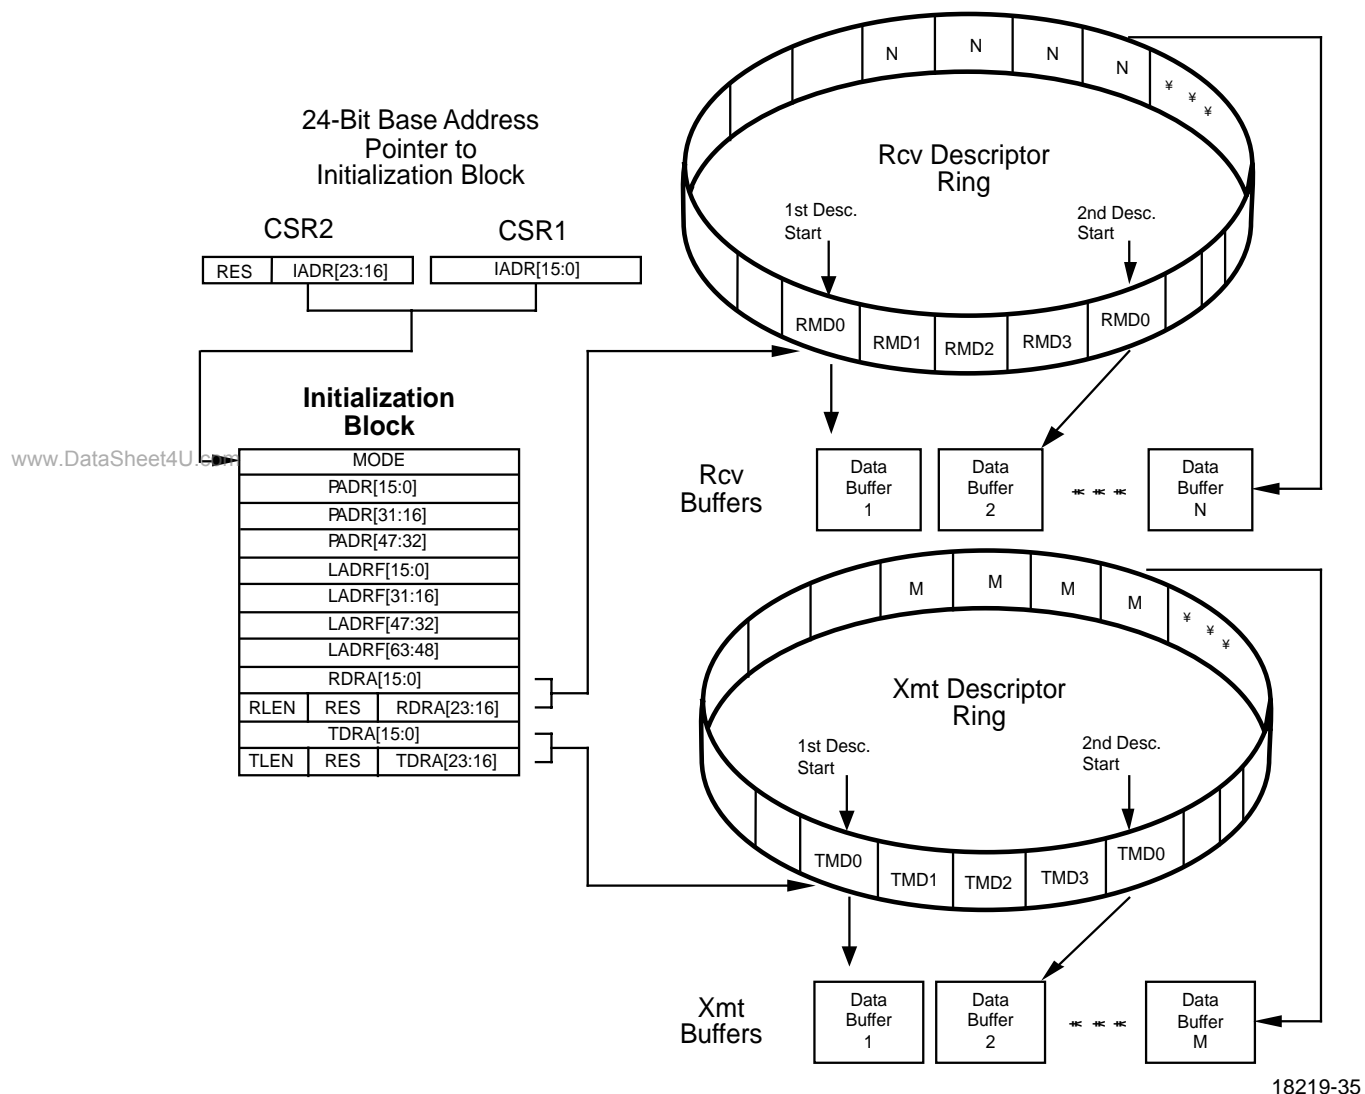 24-Bit Base Address
Pointer to
Initialization Block
CSR2
CSR1
RES
IADR[23:16]
IADR[15:0]
Initialization
Block
www.DataSheet4U.com
MODE
PADR[15:0]
PADR[31:16]
PADR[47:32]
LADRF[15:0]
LADRF[31:16]
LADRF[47:32]
LADRF[63:48]
RDRA[15:0]
RLEN RES RDRA[23:16]
TDRA[15:0]
TLEN RES TDRA[23:16]
N N N N ¥ ¥ ¥
Rcv Descriptor
Ring
1st Desc.
Start
2nd Desc.
Start
RMD0 RMD1 RMD2 RMD3 RMD0
Rcv
Buffers
Data
Buffer
1
Data
Buffer
2
Data
Buffer
N
M M M M ¥ ¥ ¥
Xmt Descriptor
Ring
1st Desc.
Start
2nd Desc.
Start
TMD0 TMD1 TMD2 TMD3 TMD0
Xmt
Buffers
Data
Buffer
1
Data
Buffer
2
Data
Buffer
M
18219-35